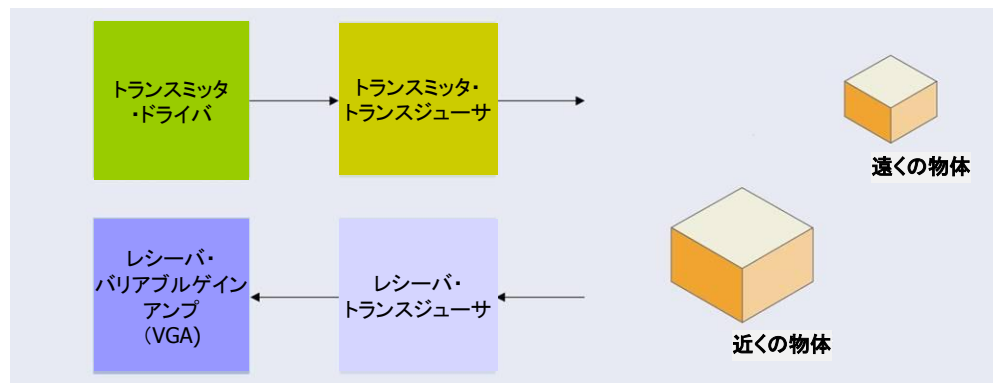 トランスミッタ
・ドライバ
トランスミッタ・
トランスジューサ
遠くの物体
レシーバ・
バリアブルゲイン
アンプ
(VGA)
レシーバ・
トランスジューサ
近くの物体